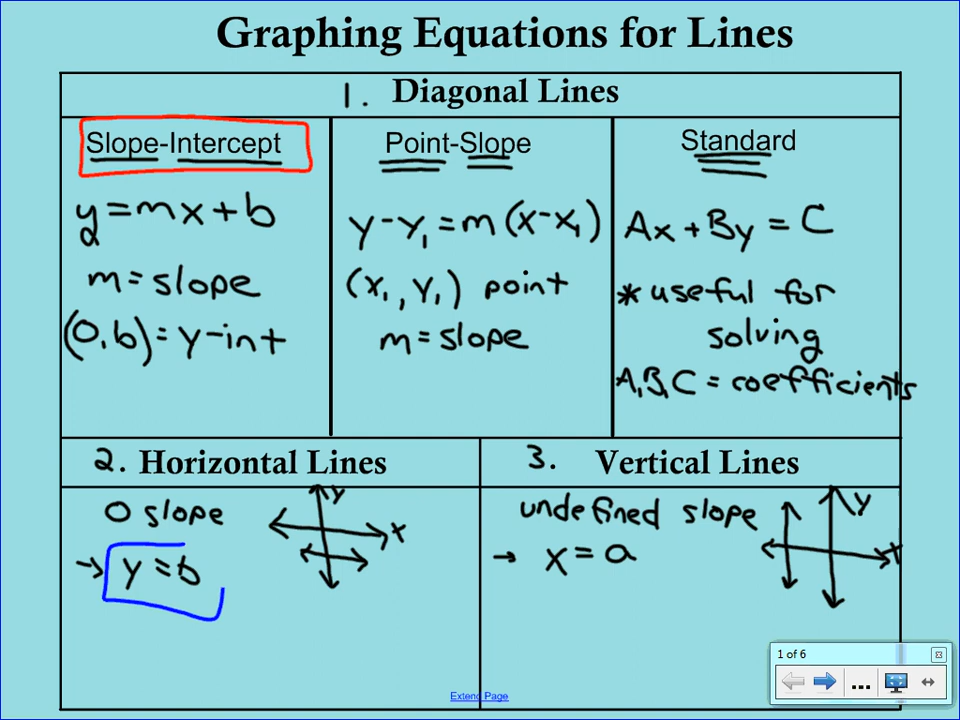 Graphing Equations for Lines
1. Diagonal Lines
Slope-Intercept
y = mx + b
m = slope
(0, b) = y-int
Point-Slope
y - y₁ = m (x - x₁)
(x₁, y₁) point
m = slope
Standard
Ax + By = C
* useful for
solving
A, B, C = coefficients
2. Horizontal Lines
0 slope
→ y = b
y
x
3. Vertical Lines
undefined slope
→ x = a
y
x
Extend Page
1 of 6
...